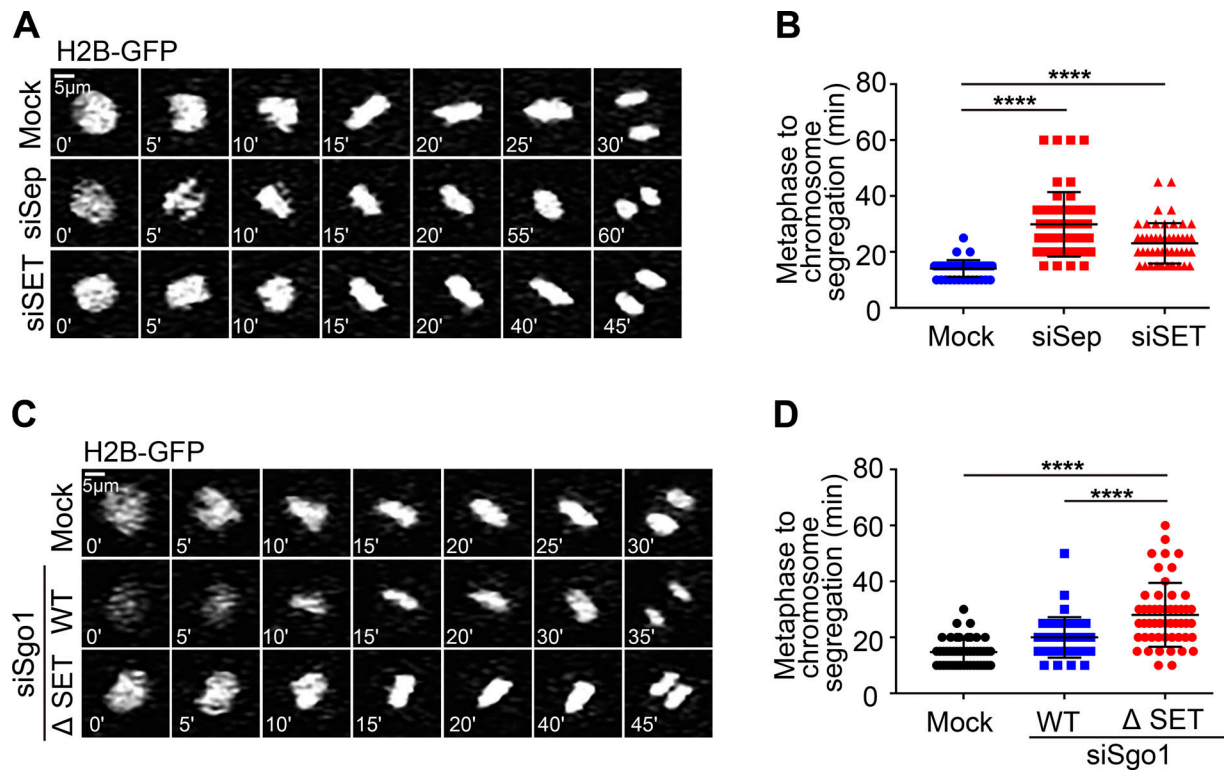 A
H2B-GFP
5µm
Mock
0' 5' 10' 15' 20' 25' 30'
siSep
0' 5' 10' 15' 20' 55' 60'
siSET
0' 5' 10' 15' 20' 40' 45'
B
Metaphase to
chromosome
segregation (min)
80
60
40
20
0
****
****
Mock siSep siSET
C
H2B-GFP
5µm
Mock
0' 5' 10' 15' 20' 25' 30'
siSgo1
WT
0' 5' 10' 15' 20' 30' 35'
Δ SET
0' 5' 10' 15' 20' 40' 45'
D
Metaphase to
chromosome
segregation (min)
80
60
40
20
0
****
****
Mock WT Δ SET
siSgo1